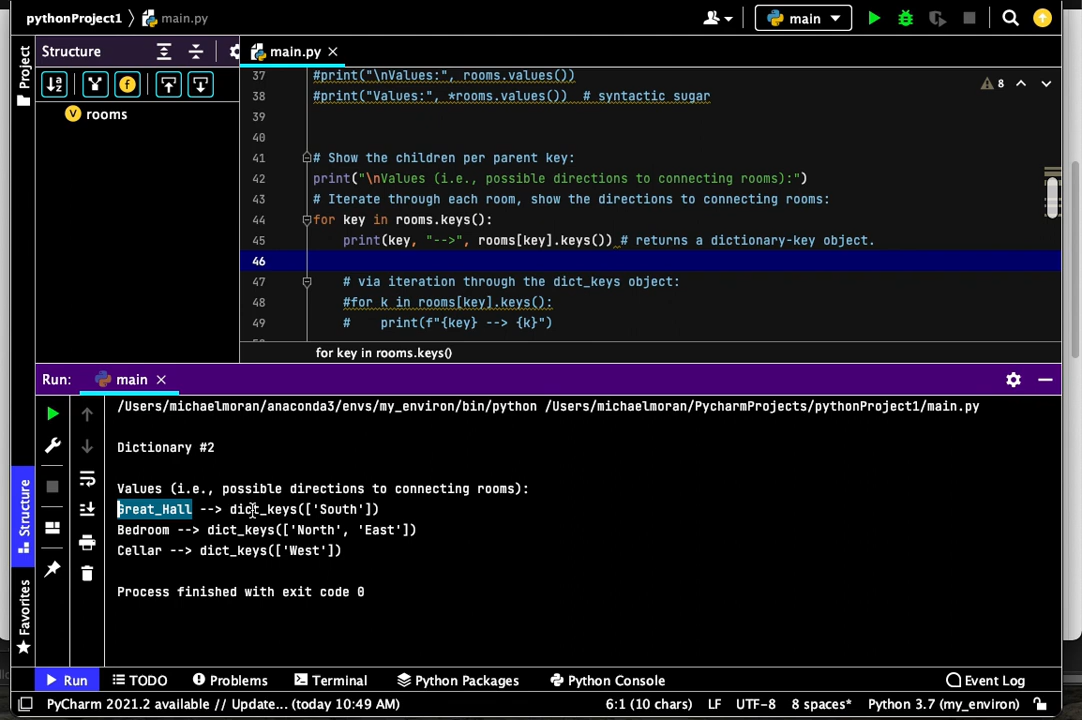 pythonProject1 main.py
main
Structure
main.py
Project
rooms
37 #print("\nValues:", rooms.values())
38 #print("Values:", *rooms.values())  # syntactic sugar
39
40
41 # Show the children per parent key:
42 print("\nValues (i.e., possible directions to connecting rooms):")
43 # Iterate through each room, show the directions to connecting rooms:
44 for key in rooms.keys():
45     print(key, "-->", rooms[key].keys()) # returns a dictionary-key object.
46
47     # via iteration through the dict_keys object:
48     #for k in rooms[key].keys():
49     #    print(f"{key} --> {k}")
8
for key in rooms.keys()
Run: main
/Users/michaelmoran/anaconda3/envs/my_environ/bin/python /Users/michaelmoran/PycharmProjects/pythonProject1/main.py
Dictionary #2
Values (i.e., possible directions to connecting rooms):
Great_Hall --> dict_keys(['South'])
Bedroom --> dict_keys(['North', 'East'])
Cellar --> dict_keys(['West'])
Process finished with exit code 0
Structure
Favorites
Run TODO Problems Terminal Python Packages Python Console Event Log
PyCharm 2021.2 available // Update... (today 10:49 AM) 6:1 (10 chars) LF UTF-8 8 spaces* Python 3.7 (my_environ)